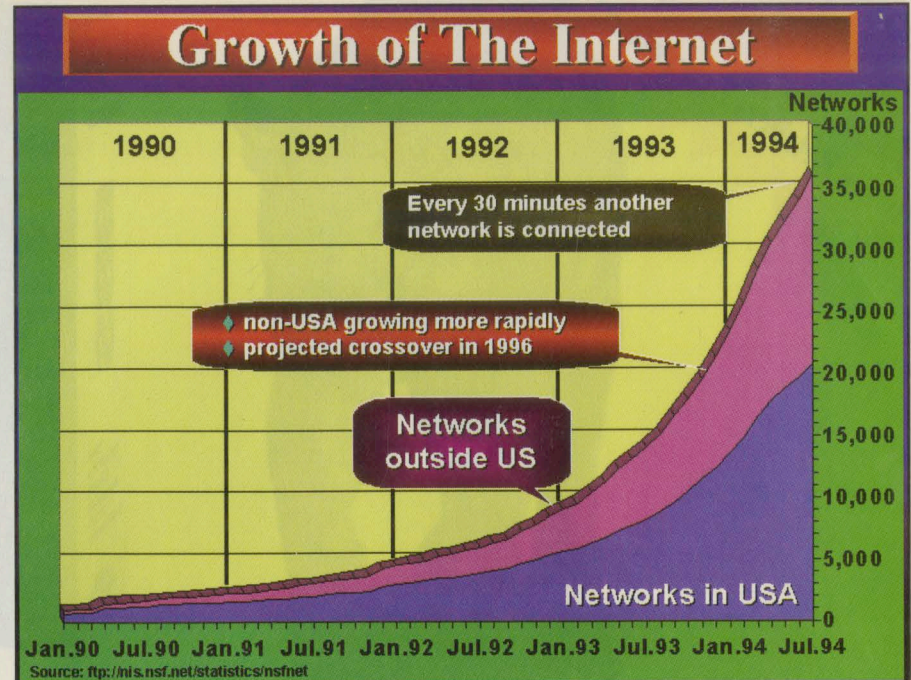 Growth of The Internet
Networks
1990 1991 1992 1993 1994
40,000
35,000
30,000
25,000
20,000
15,000
10,000
5,000
0
Every 30 minutes another
network is connected
non-USA growing more rapidly
projected crossover in 1996
Networks
outside US
Networks in USA
Jan.90 Jul.90 Jan.91 Jul.91 Jan.92 Jul.92 Jan.93 Jul.93 Jan.94 Jul.94
Source: ftp://nis.nsf.net/statistics/nsfnet